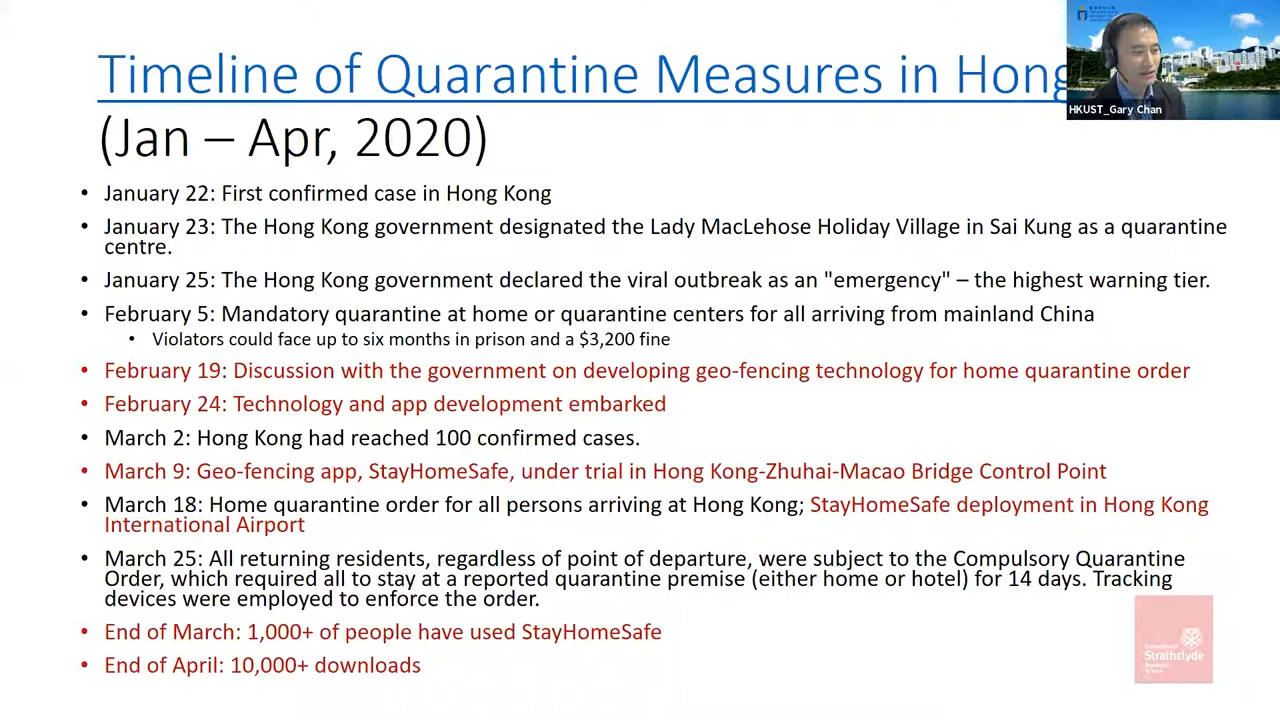 Timeline of Quarantine Measures in Hong
(Jan – Apr, 2020)
HKUST_Gary Chan
• January 22: First confirmed case in Hong Kong
• January 23: The Hong Kong government designated the Lady MacLehose Holiday Village in Sai Kung as a quarantine
centre.
• January 25: The Hong Kong government declared the viral outbreak as an "emergency" – the highest warning tier.
• February 5: Mandatory quarantine at home or quarantine centers for all arriving from mainland China
• Violators could face up to six months in prison and a $3,200 fine
• February 19: Discussion with the government on developing geo-fencing technology for home quarantine order
• February 24: Technology and app development embarked
• March 2: Hong Kong had reached 100 confirmed cases.
• March 9: Geo-fencing app, StayHomeSafe, under trial in Hong Kong-Zhuhai-Macao Bridge Control Point
• March 18: Home quarantine order for all persons arriving at Hong Kong; StayHomeSafe deployment in Hong Kong
International Airport
• March 25: All returning residents, regardless of point of departure, were subject to the Compulsory Quarantine
Order, which required all to stay at a reported quarantine premise (either home or hotel) for 14 days. Tracking
devices were employed to enforce the order.
• End of March: 1,000+ of people have used StayHomeSafe
• End of April: 10,000+ downloads
Strathclyde